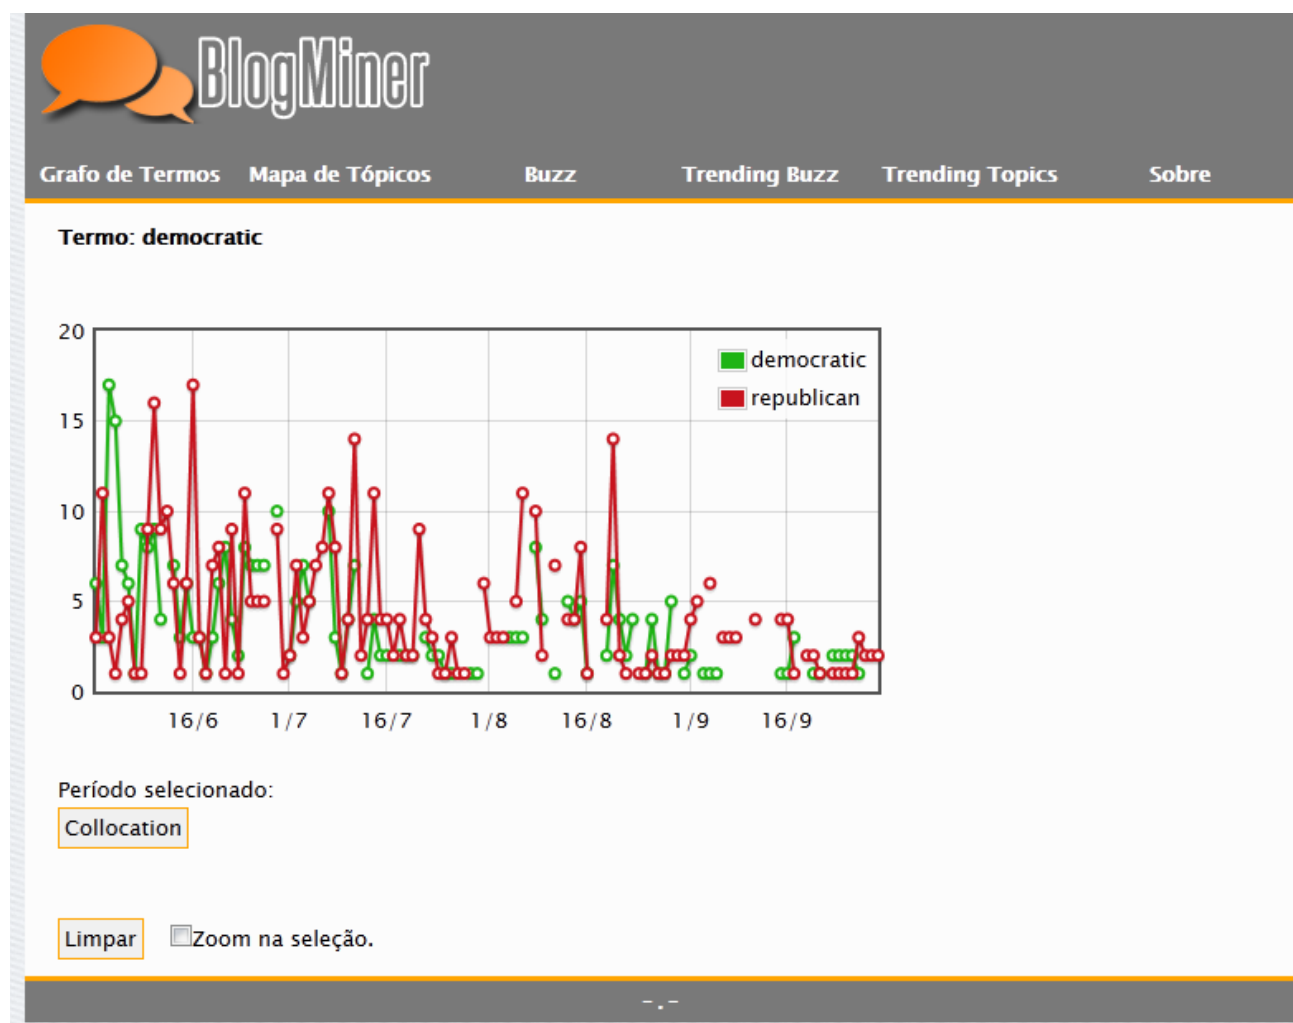 BlogMiner
Grafo de Termos Mapa de Tópicos Buzz Trending Buzz Trending Topics Sobre
Termo: democratic
20
15
10
5
0
democratic
republican
16/6 1/7 16/7 1/8 16/8 1/9 16/9
Período selecionado:
Collocation
Limpar Zoom na seleção.
-.-